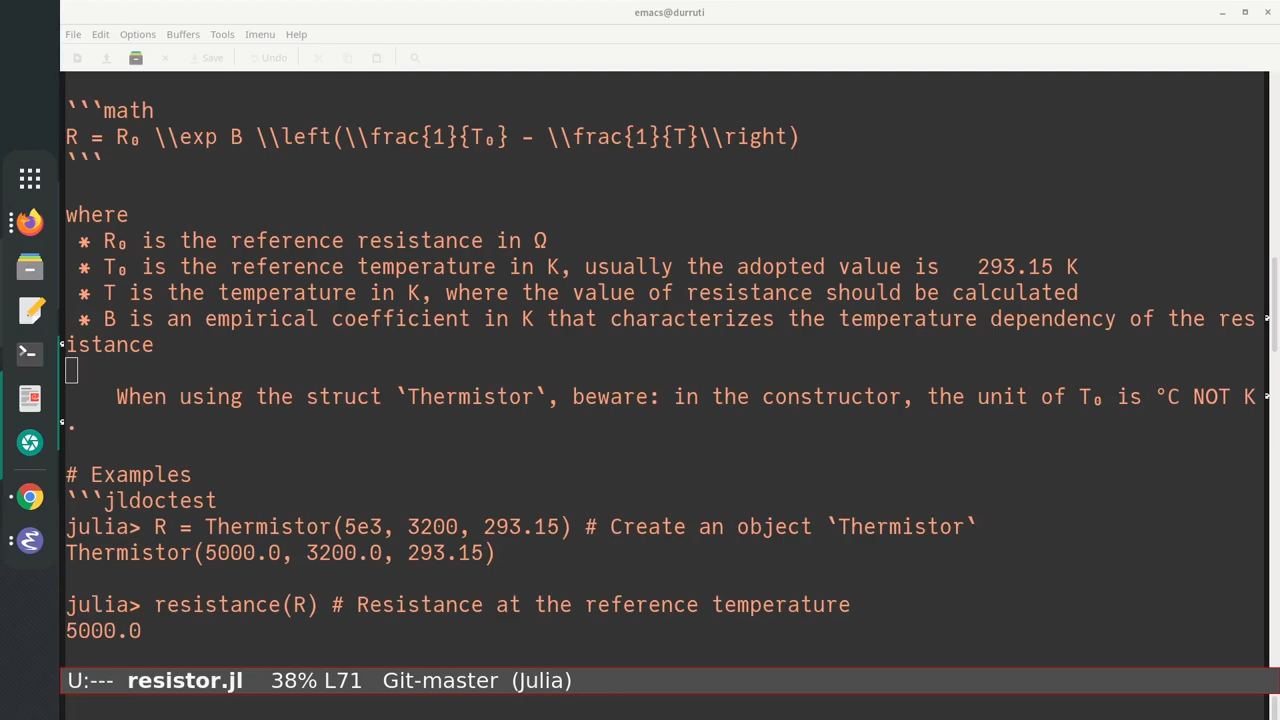 emacs@durruti
File Edit Options Buffers Tools Imenu Help
Save Undo
```math
R = R₀ \\exp B \\left(\\frac{1}{T₀} - \\frac{1}{T}\\right)
```
where
* R₀ is the reference resistance in Ω
* T₀ is the reference temperature in K, usually the adopted value is   293.15 K
* T is the temperature in K, where the value of resistance should be calculated
* B is an empirical coefficient in K that characterizes the temperature dependency of the res
istance
When using the struct `Thermistor`, beware: in the constructor, the unit of T₀ is °C NOT K
.
# Examples
```jldoctest
julia> R = Thermistor(5e3, 3200, 293.15) # Create an object `Thermistor`
Thermistor(5000.0, 3200.0, 293.15)
julia> resistance(R) # Resistance at the reference temperature
5000.0
U:--- resistor.jl 38% L71 Git-master (Julia)